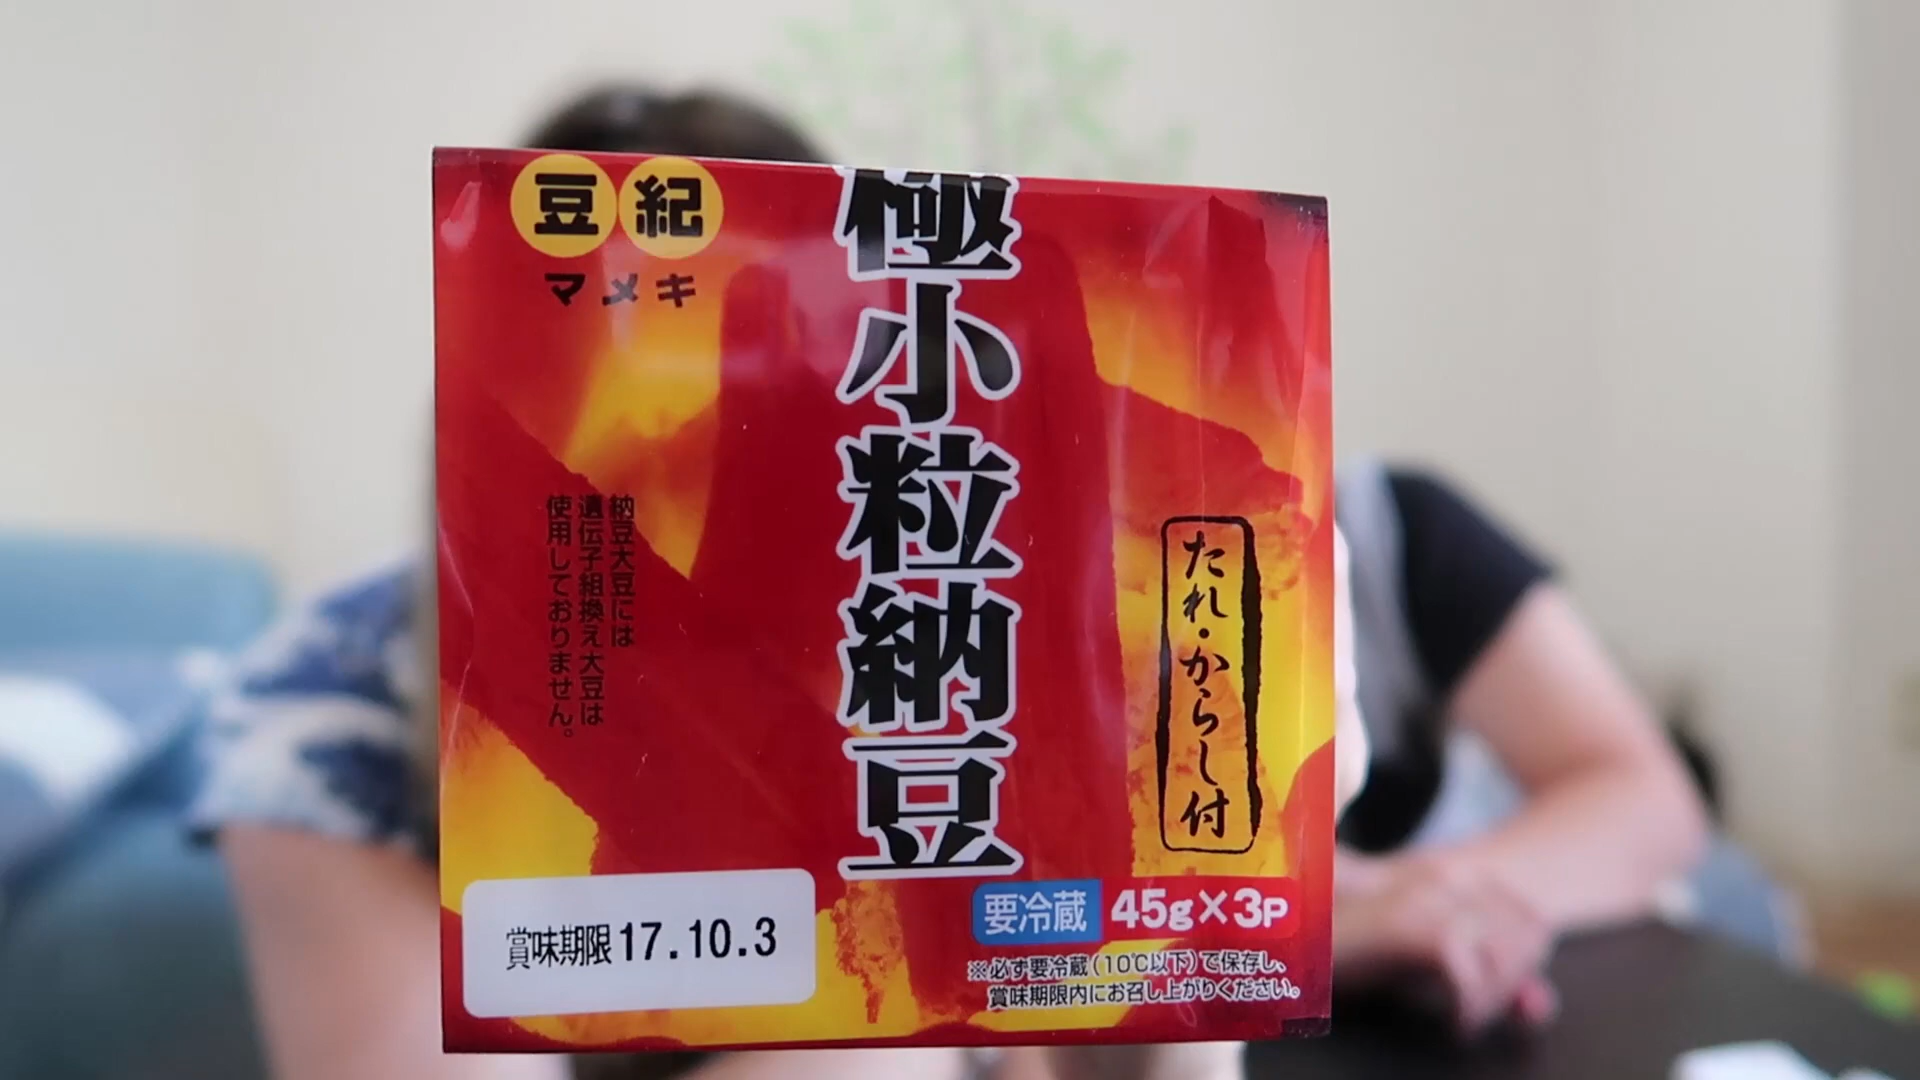 豆紀
マメキ
極小粒納豆
納豆大豆には
遺伝子組換え大豆は
使用しておりません。
たれ・からし付
賞味期限17.10.3
要冷蔵 45g×3P
※必ず要冷蔵(10℃以下)で保存し、
賞味期限内にお召し上がりください。